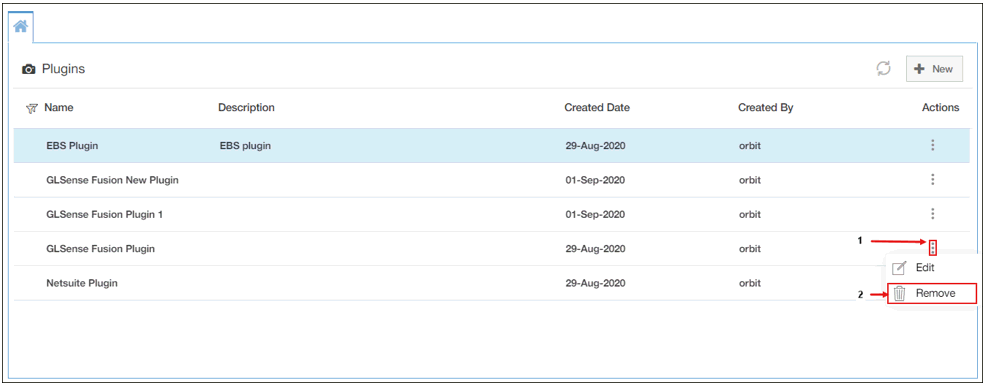 Plugins
New
Name Description Created Date Created By Actions
EBS Plugin EBS plugin 29-Aug-2020 orbit
GLSense Fusion New Plugin 01-Sep-2020 orbit
GLSense Fusion Plugin 1 01-Sep-2020 orbit
GLSense Fusion Plugin 29-Aug-2020 orbit 1
Edit
Netsuite Plugin 29-Aug-2020 orbit
2 Remove